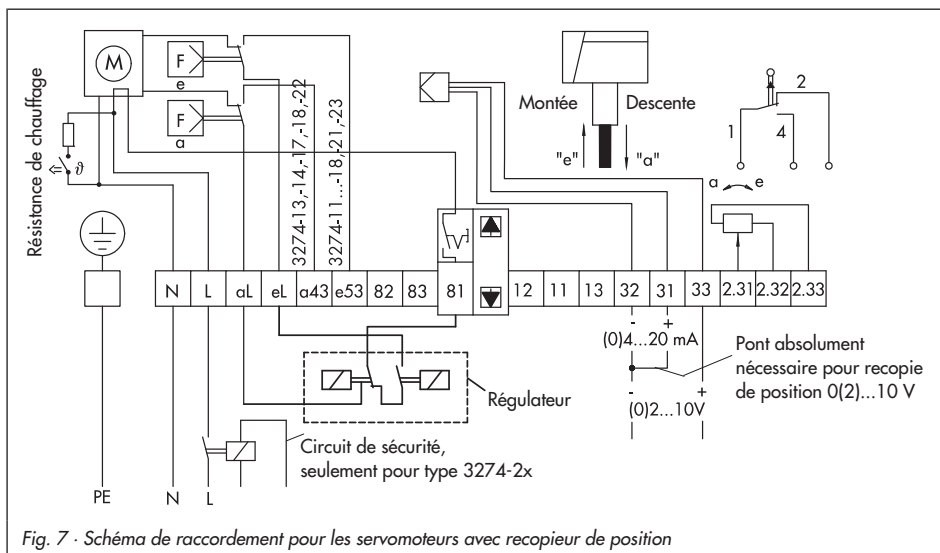 M
F
e
F
a
Résistance de chauffage
ϑ
3274-13,-14,-17,-18,-22
3274-11...-18,-21,-23
Montée
Descente
"e"
"a"
1
2
4
a
e
N L aL eL a43 e53 82 83 81 12 11 13 32 31 33 2.31 2.32 2.33
- +
(0)4...20 mA
- +
(0)2...10V
Pont absolument
nécessaire pour recopie
de position 0(2)...10 V
Régulateur
Circuit de sécurité,
seulement pour type 3274-2x
PE N L
Fig. 7 · Schéma de raccordement pour les servomoteurs avec recopieur de position